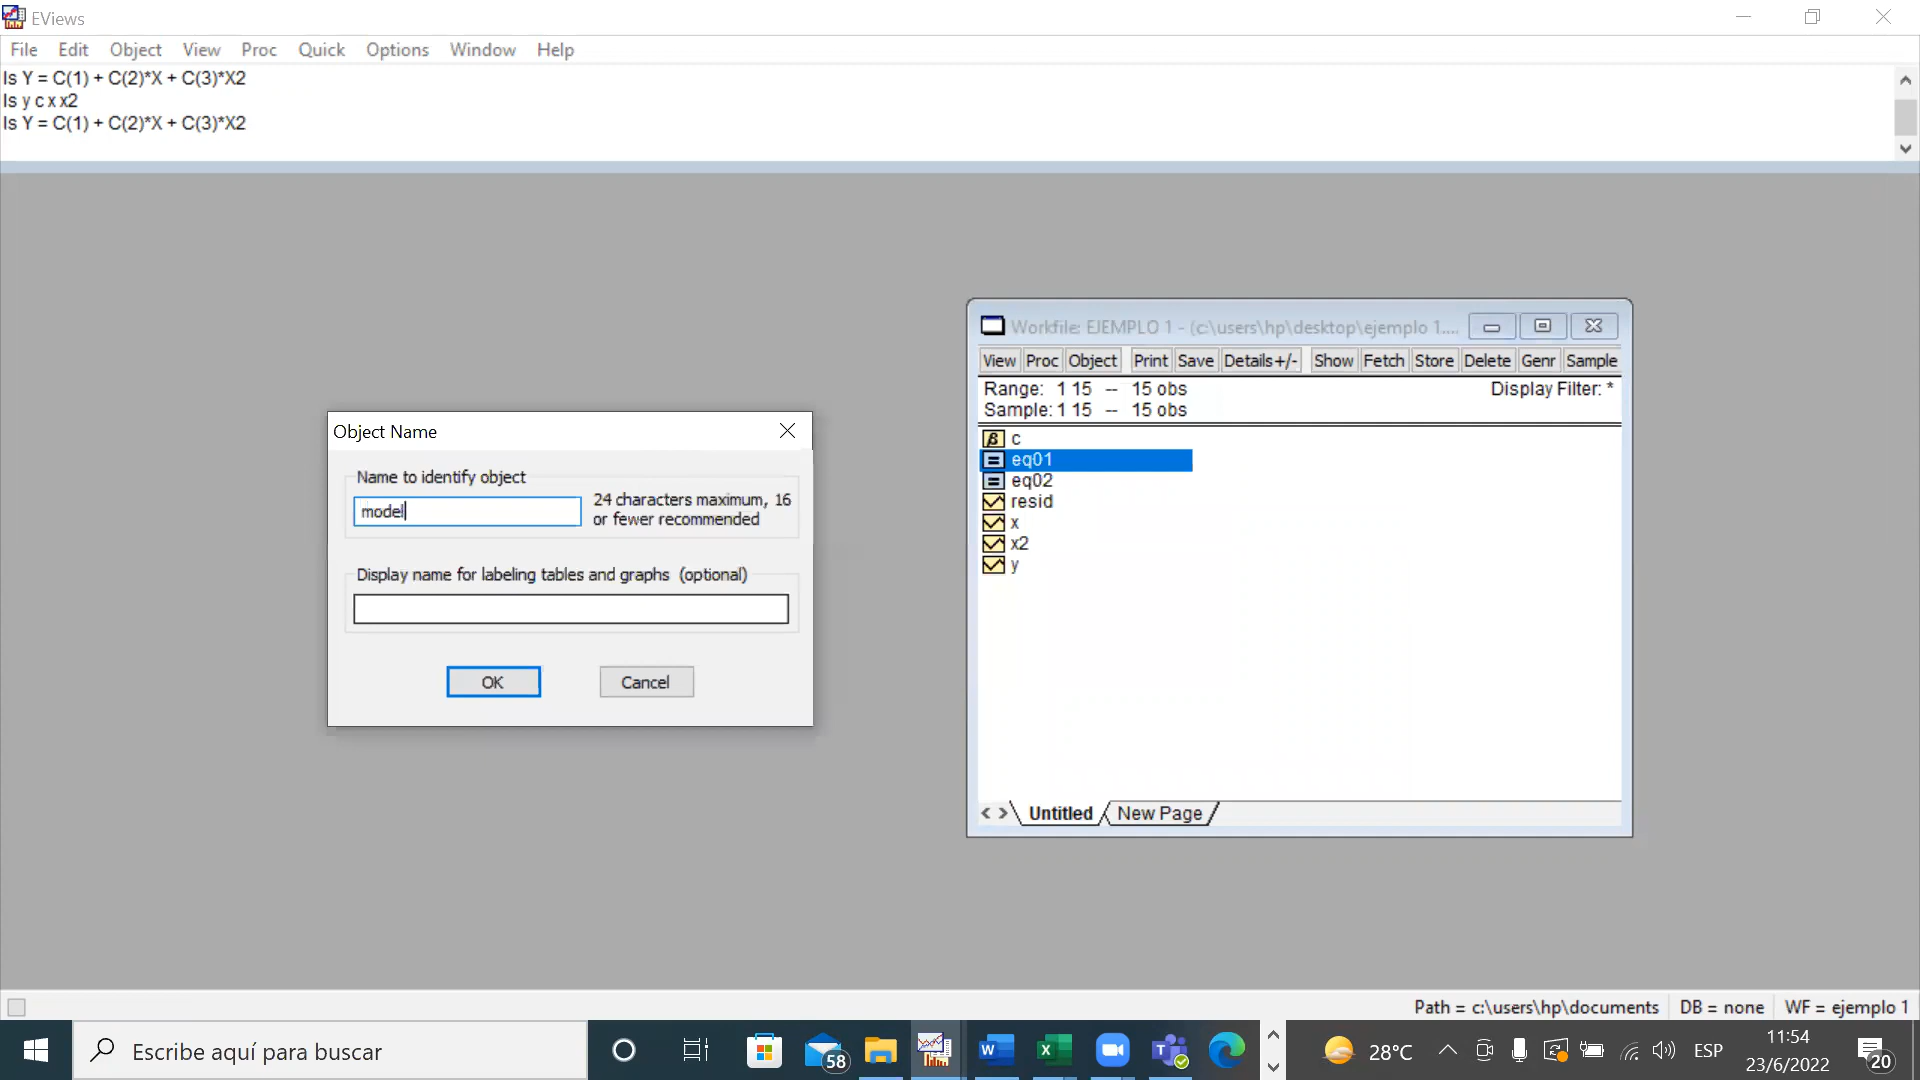 EViews
File Edit Object View Proc Quick Options Window Help
ls Y = C(1) + C(2)*X + C(3)*X2
ls y c x x2
ls Y = C(1) + C(2)*X + C(3)*X2
Object Name
Name to identify object
model
24 characters maximum, 16
or fewer recommended
Display name for labeling tables and graphs (optional)
OK Cancel
Workfile: EJEMPLO 1 - (c:\users\hp\desktop\ejemplo 1....
View Proc Object Print Save Details+/- Show Fetch Store Delete Genr Sample
Range: 1 15 -- 15 obs Display Filter: *
Sample: 1 15 -- 15 obs
β c
eq01
eq02
resid
x
x2
y
Untitled New Page
Path = c:\users\hp\documents DB = none WF = ejemplo 1
Escribe aquí para buscar
58
28°C
ESP
11:54
23/6/2022
20